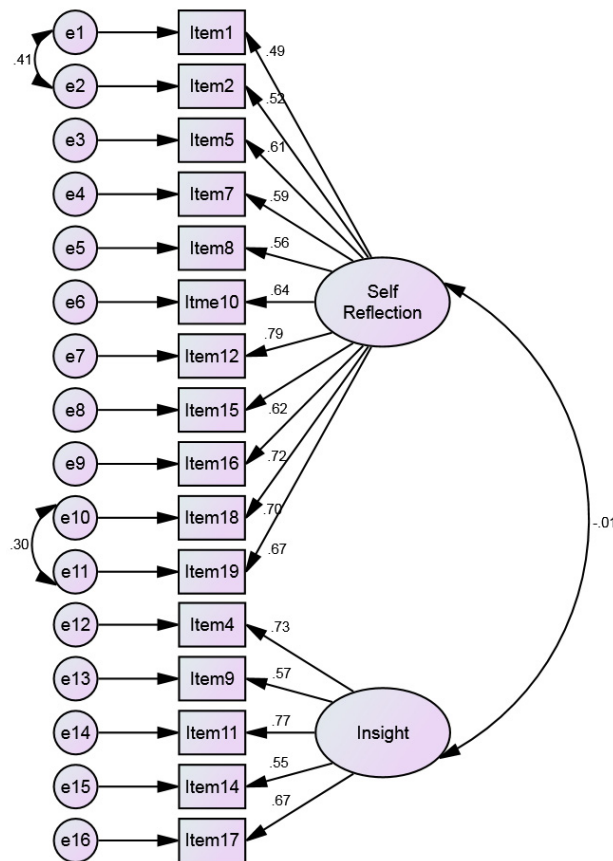 e1 Item1
.49
.41
e2 Item2 .52
e3 Item5 .61
e4 Item7 .59
e5 Item8 .56
Self
Reflection
e6 Itme10 .64
.79
e7 Item12
e8 Item15 .62
e9 Item16 .72
e10 Item18 .70
-.01
.30
e11 Item19 .67
e12 Item4 .73
e13 Item9 .57
e14 Item11 .77 Insight
.55
e15 Item14
.67
e16 Item17